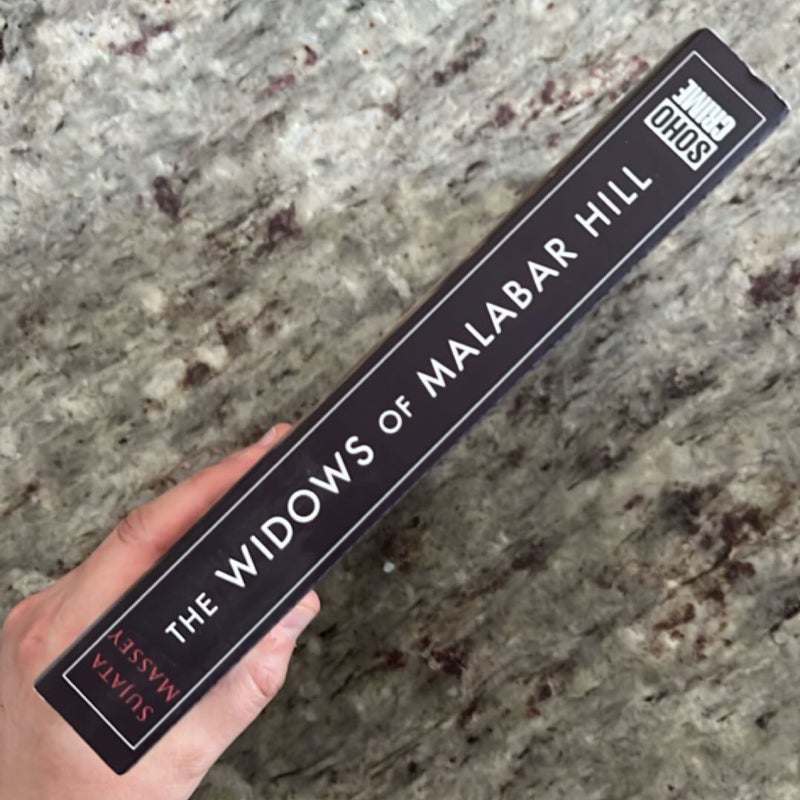 SUJATA
MASSEY
THE WIDOWS OF MALABAR HILL
SOHO
CRIME